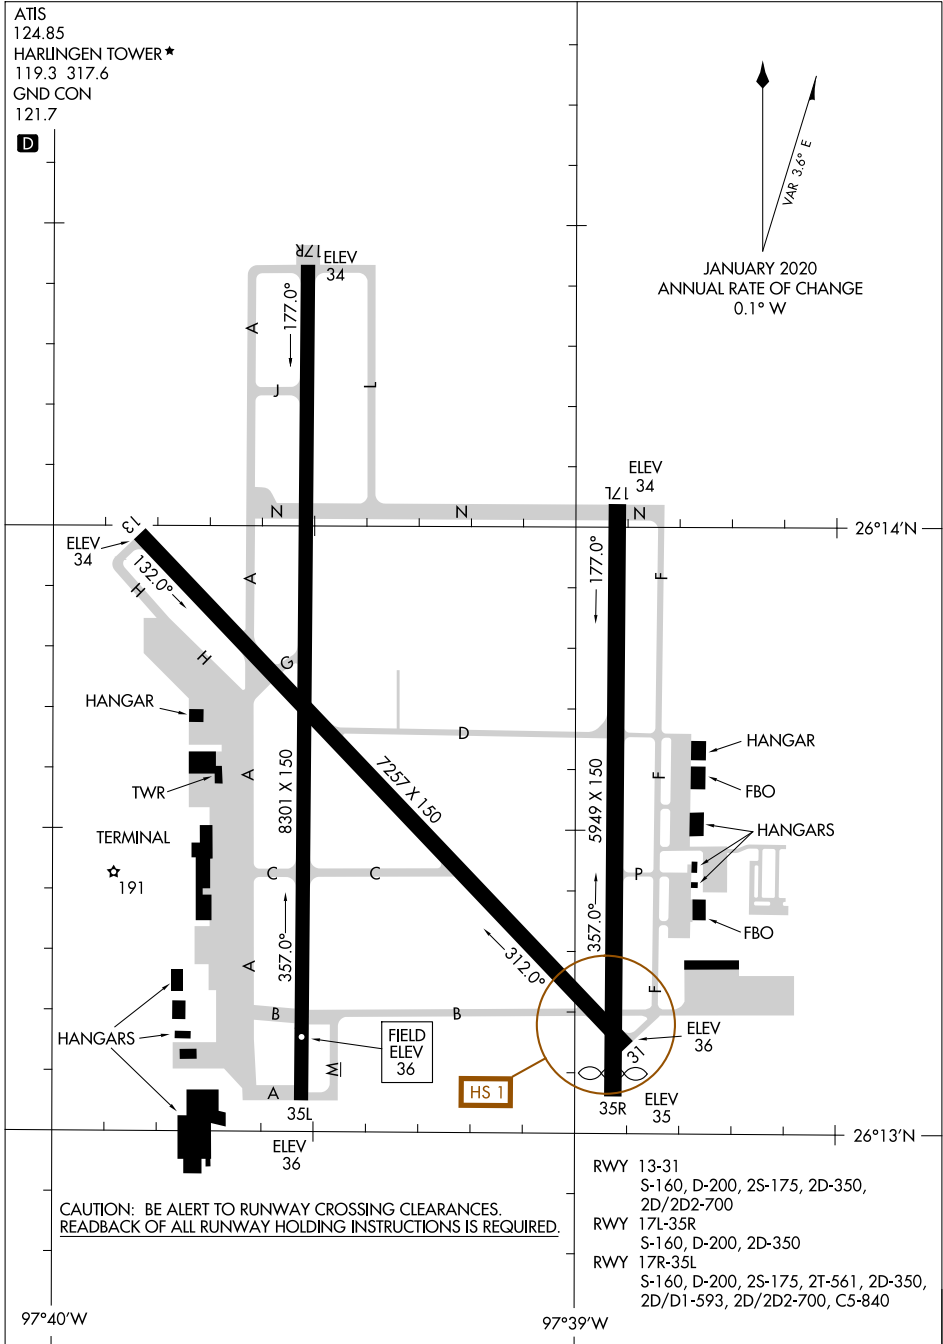 ATIS
124.85
HARLINGEN TOWER★
119.3 317.6
GND CON
121.7
D
VAR 3.6° E
JANUARY 2020
ANNUAL RATE OF CHANGE
0.1° W
17R
ELEV
34
177.0°
A
J
L
ELEV
34
17L
N
N
N
26°14'N
13
ELEV
34
132.0°
H
A
177.0°
F
H
G
HANGAR
D
HANGAR
TWR
A
8301 X 150
7257 X 150
5949 X 150
F
FBO
TERMINAL
HANGARS
191
C
C
P
357.0°
357.0°
FBO
312.0°
A
F
HANGARS
B
B
FIELD
ELEV
36
ELEV
36
31
M
HS 1
A
35L
35R
ELEV
35
ELEV
36
26°13'N
RWY 13-31
S-160, D-200, 2S-175, 2D-350,
2D/2D2-700
RWY 17L-35R
S-160, D-200, 2D-350
RWY 17R-35L
S-160, D-200, 2S-175, 2T-561, 2D-350,
2D/D1-593, 2D/2D2-700, C5-840
CAUTION: BE ALERT TO RUNWAY CROSSING CLEARANCES.
READBACK OF ALL RUNWAY HOLDING INSTRUCTIONS IS REQUIRED.
97°40'W
97°39'W